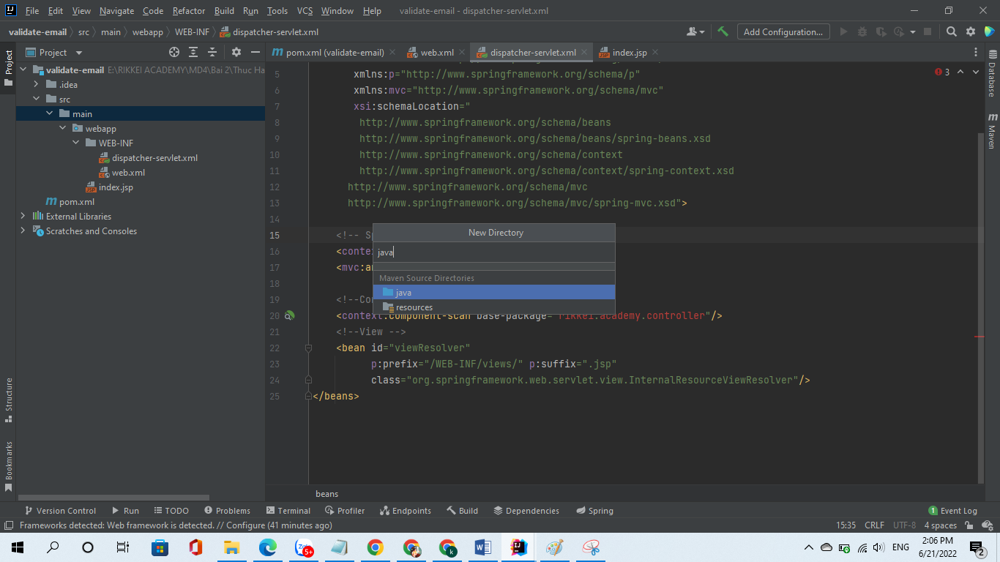 File Edit View Navigate Code Refactor Build Run Tools VCS Window Help validate-email - dispatcher-servlet.xml
validate-email src main webapp WEB-INF dispatcher-servlet.xml Add Configuration...
Project
pom.xml (validate-email) web.xml dispatcher-servlet.xml index.jsp
Project
validate-email E:\RIKKEI ACADEMY\MD4\Bai 2\Thuc Ha
.idea
src
main
webapp
WEB-INF
dispatcher-servlet.xml
web.xml
index.jsp
pom.xml
External Libraries
Scratches and Consoles
Structure
Bookmarks
5 xmlns:p="http://www.springframework.org/schema/p"
6 xmlns:mvc="http://www.springframework.org/schema/mvc"
7 xsi:schemaLocation="
8 http://www.springframework.org/schema/beans
9 http://www.springframework.org/schema/beans/spring-beans.xsd
10 http://www.springframework.org/schema/context
11 http://www.springframework.org/schema/context/spring-context.xsd
12 http://www.springframework.org/schema/mvc
13 http://www.springframework.org/schema/mvc/spring-mvc.xsd">
14
15 <!-- S
16 <contex
17 <mvc:an
18
19 <!--Con
20 <context:component-scan base-package="rikkei.academy.controller"/>
21 <!--View -->
22 <bean id="viewResolver"
23 p:prefix="/WEB-INF/views/" p:suffix=".jsp"
24 class="org.springframework.web.servlet.view.InternalResourceViewResolver"/>
25 </beans>
New Directory
java
Maven Source Directories
java
resources
3
Database
m
Maven
beans
Version Control Run TODO Problems Terminal Profiler Endpoints Build Dependencies Spring 1 Event Log
Frameworks detected: Web framework is detected. // Configure (41 minutes ago) 15:35 CRLF UTF-8 4 spaces
5+
k
ENG
2:06 PM
6/21/2022
2